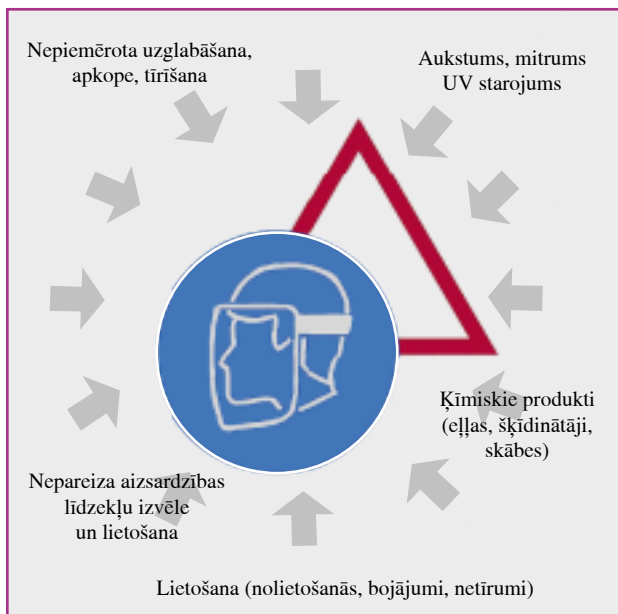 Nepiemērota uzglabāšana,
apkope, tīrīšana
Aukstums, mitrums
UV starojums
Ķīmiskie produkti
(eļļas, šķīdinātāji,
skābes)
Nepareiza aizsardzības
līdzekļu izvēle
un lietošana
Lietošana (nolietošanās, bojājumi, netīrumi)